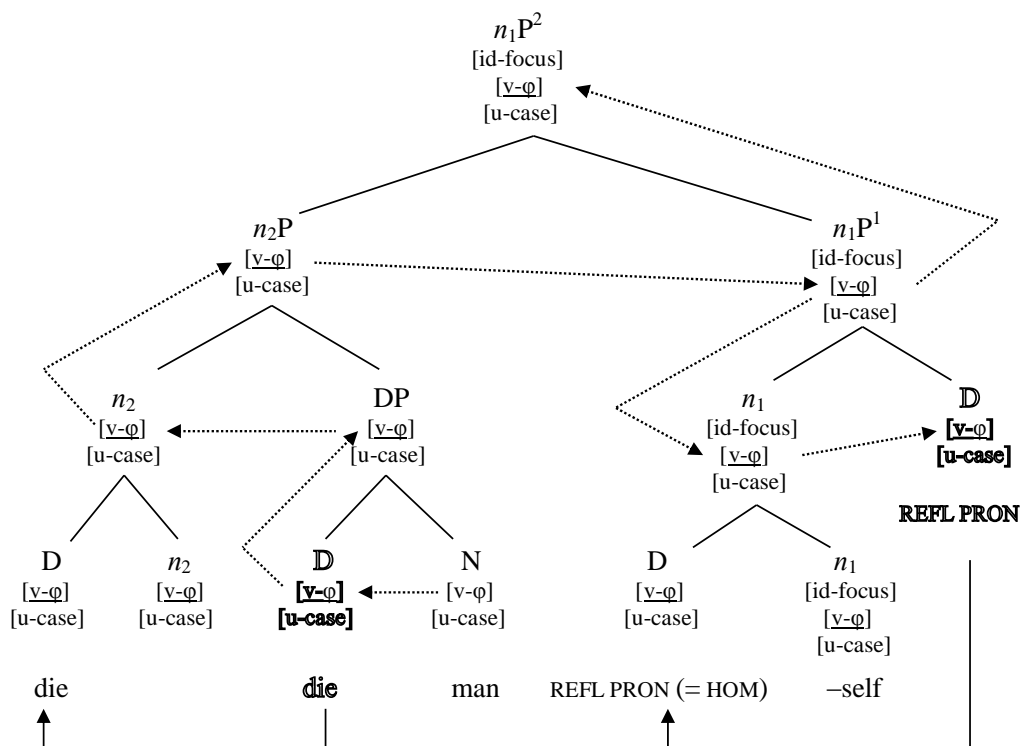 n₁P²
[id-focus]
[v-φ]
[u-case]
n₂P n₁P¹
[v-φ] [id-focus]
[u-case] [v-φ]
[u-case]
n₂ DP n₁ D
[v-φ] [v-φ] [id-focus] [v-φ]
[u-case] [u-case] [v-φ] [u-case]
[u-case]
REFL PRON
D n₂ D N D n₁
[v-φ] [v-φ] [v-φ] [v-φ] [v-φ] [id-focus]
[u-case] [u-case] [u-case] [u-case] [u-case] [v-φ]
[u-case]
die die man REFL PRON (= HOM) –self